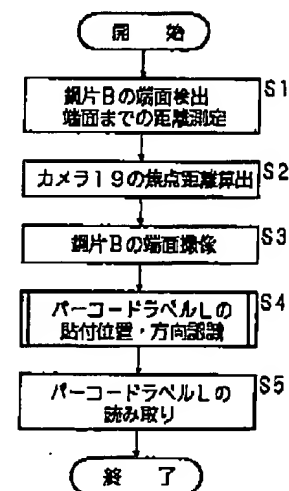 開 始
鋼片Bの端面検出
端面までの距離測定
S1
カメラ19の焦点距離算出
S2
鋼片Bの端面撮像
S3
バーコードラベルLの
貼付位置・方向認識
S4
バーコードラベルLの
読み取り
S5
終 了